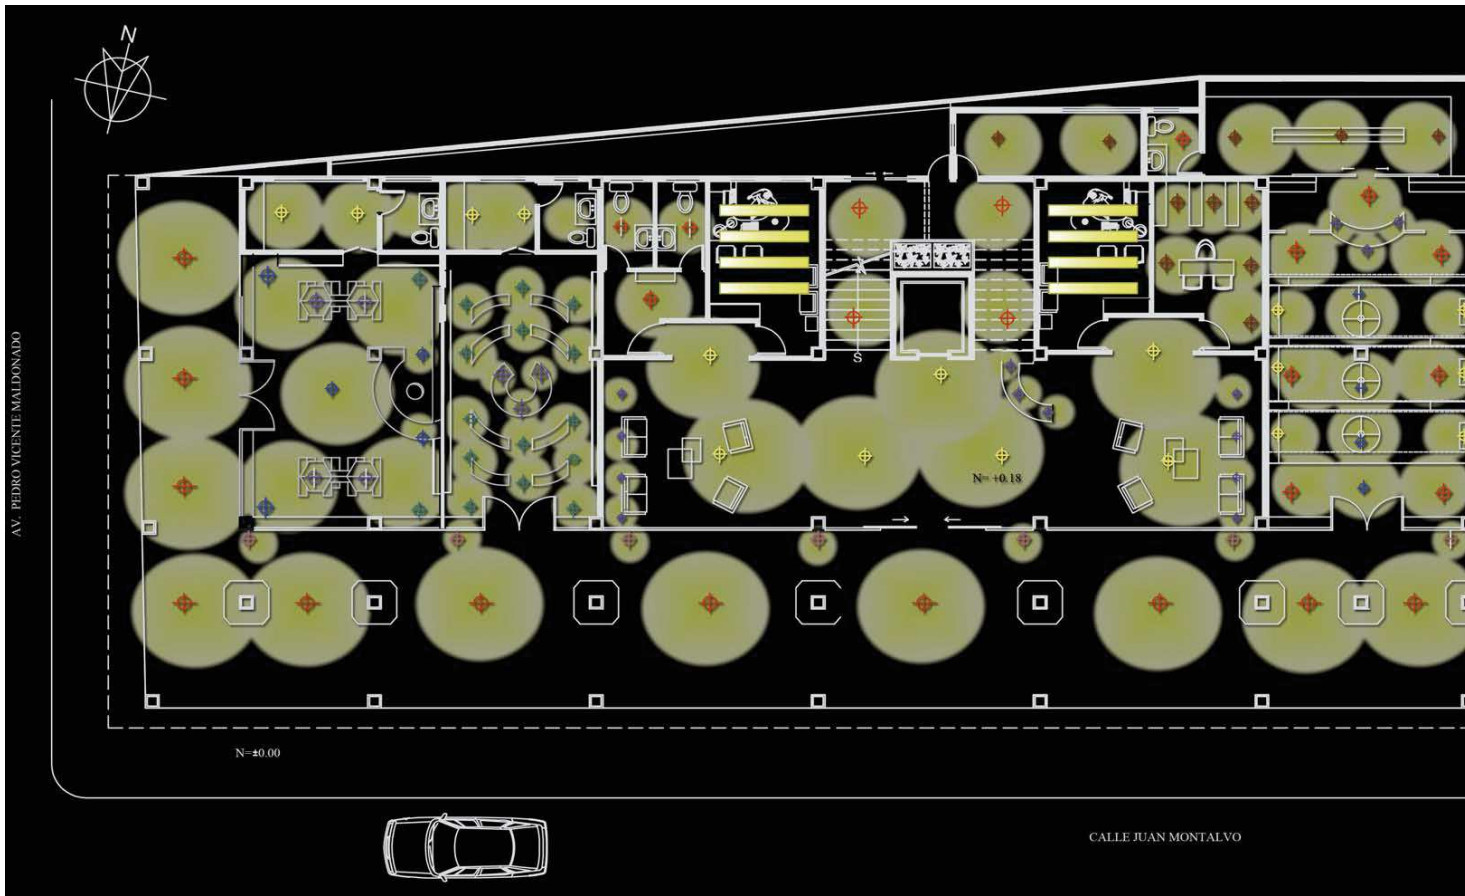 N
AV. PEDRO VICENTE MALDONADO
S
N= +0.18
N=±0.00
CALLE JUAN MONTALVO